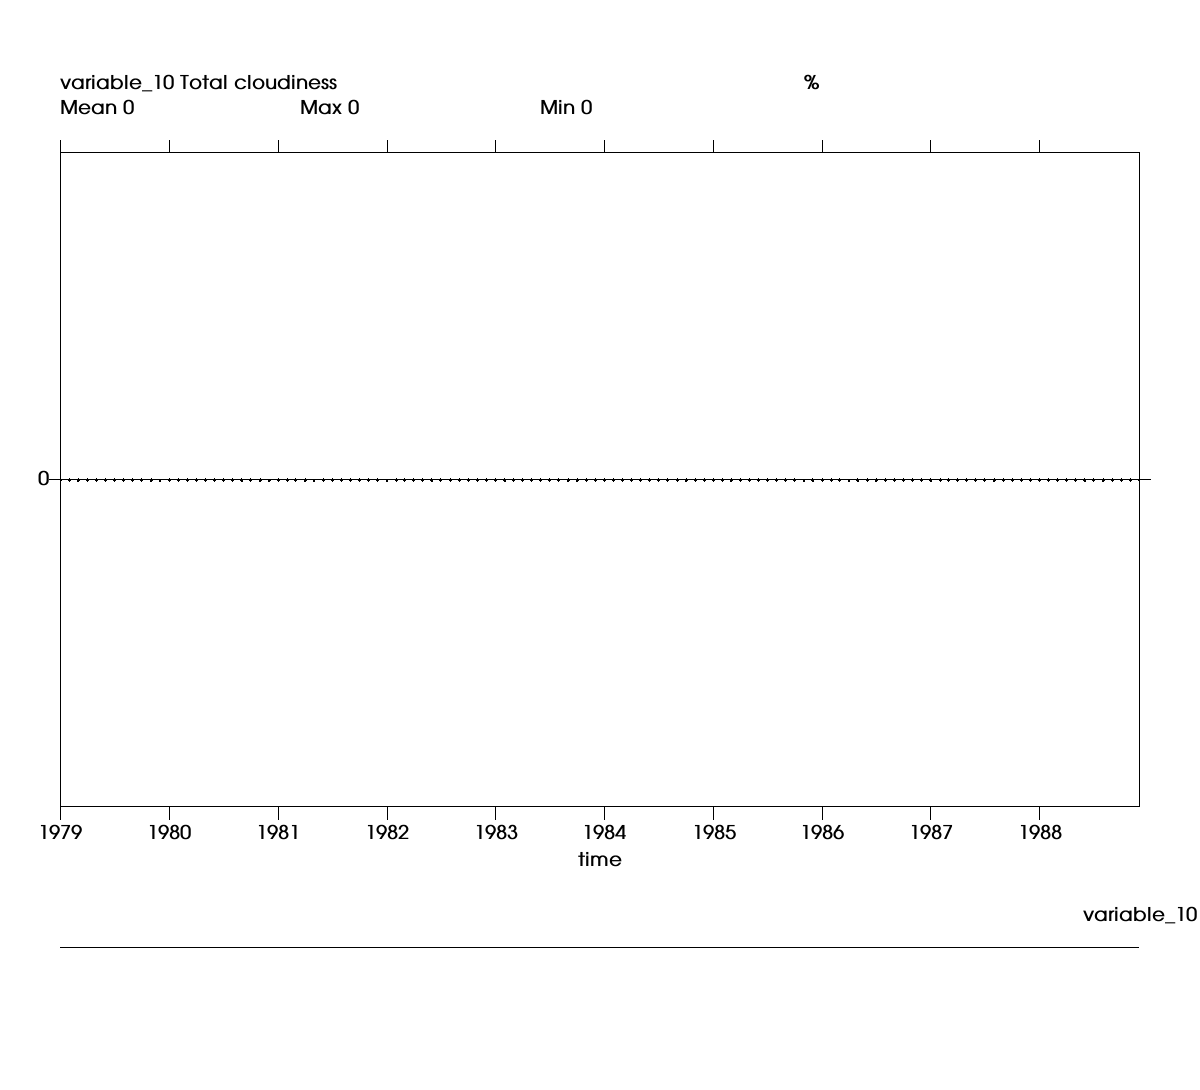 variable_10 Total cloudiness %
Mean 0 Max 0 Min 0
0
1979 1980 1981 1982 1983 1984 1985 1986 1987 1988
time
variable_10